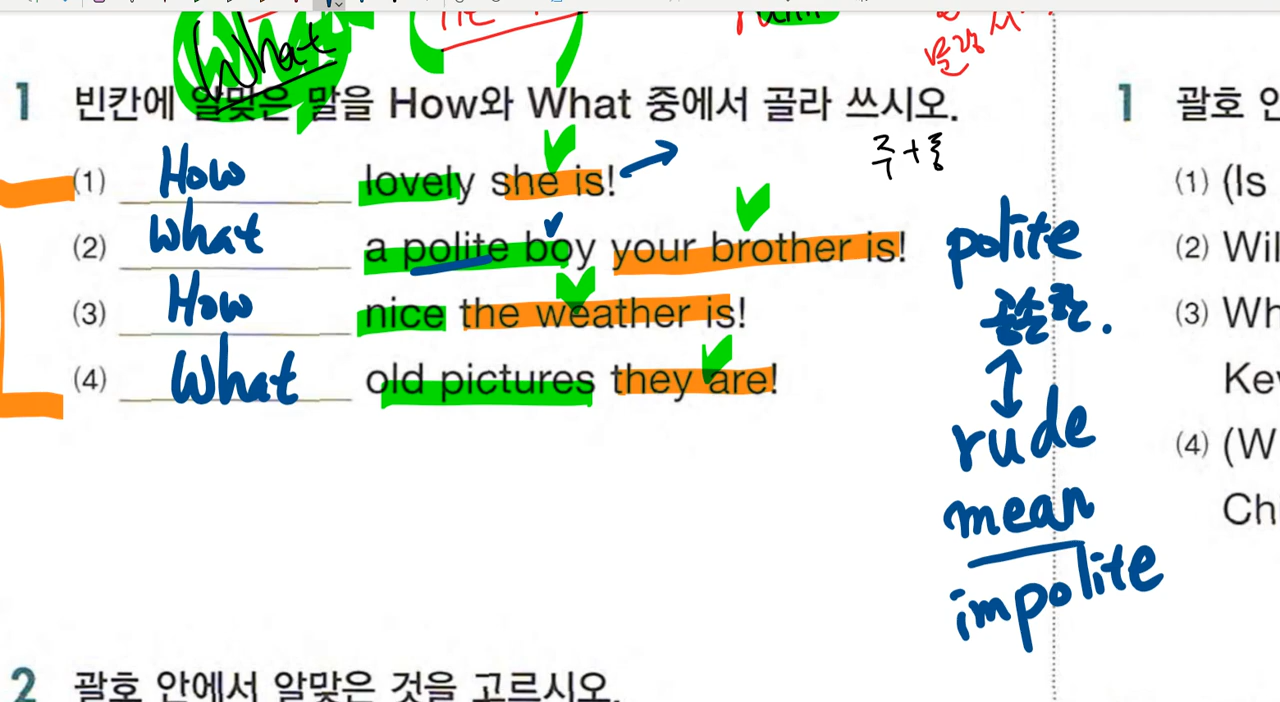 What
1 빈칸에 알맞은 말을 How와 What 중에서 골라 쓰시오.
주+동
(1) How lovely she is!
(2) What a polite boy your brother is!
(3) How nice the weather is!
(4) What old pictures they are!
polite
공손한.
↕
rude
mean
impolite
2 괄호 안에서 알맞은 것을 고르시오.
1 괄호 안
(1) (Is
(2) Wil
(3) Wh
Kev
(4) (W
Ch